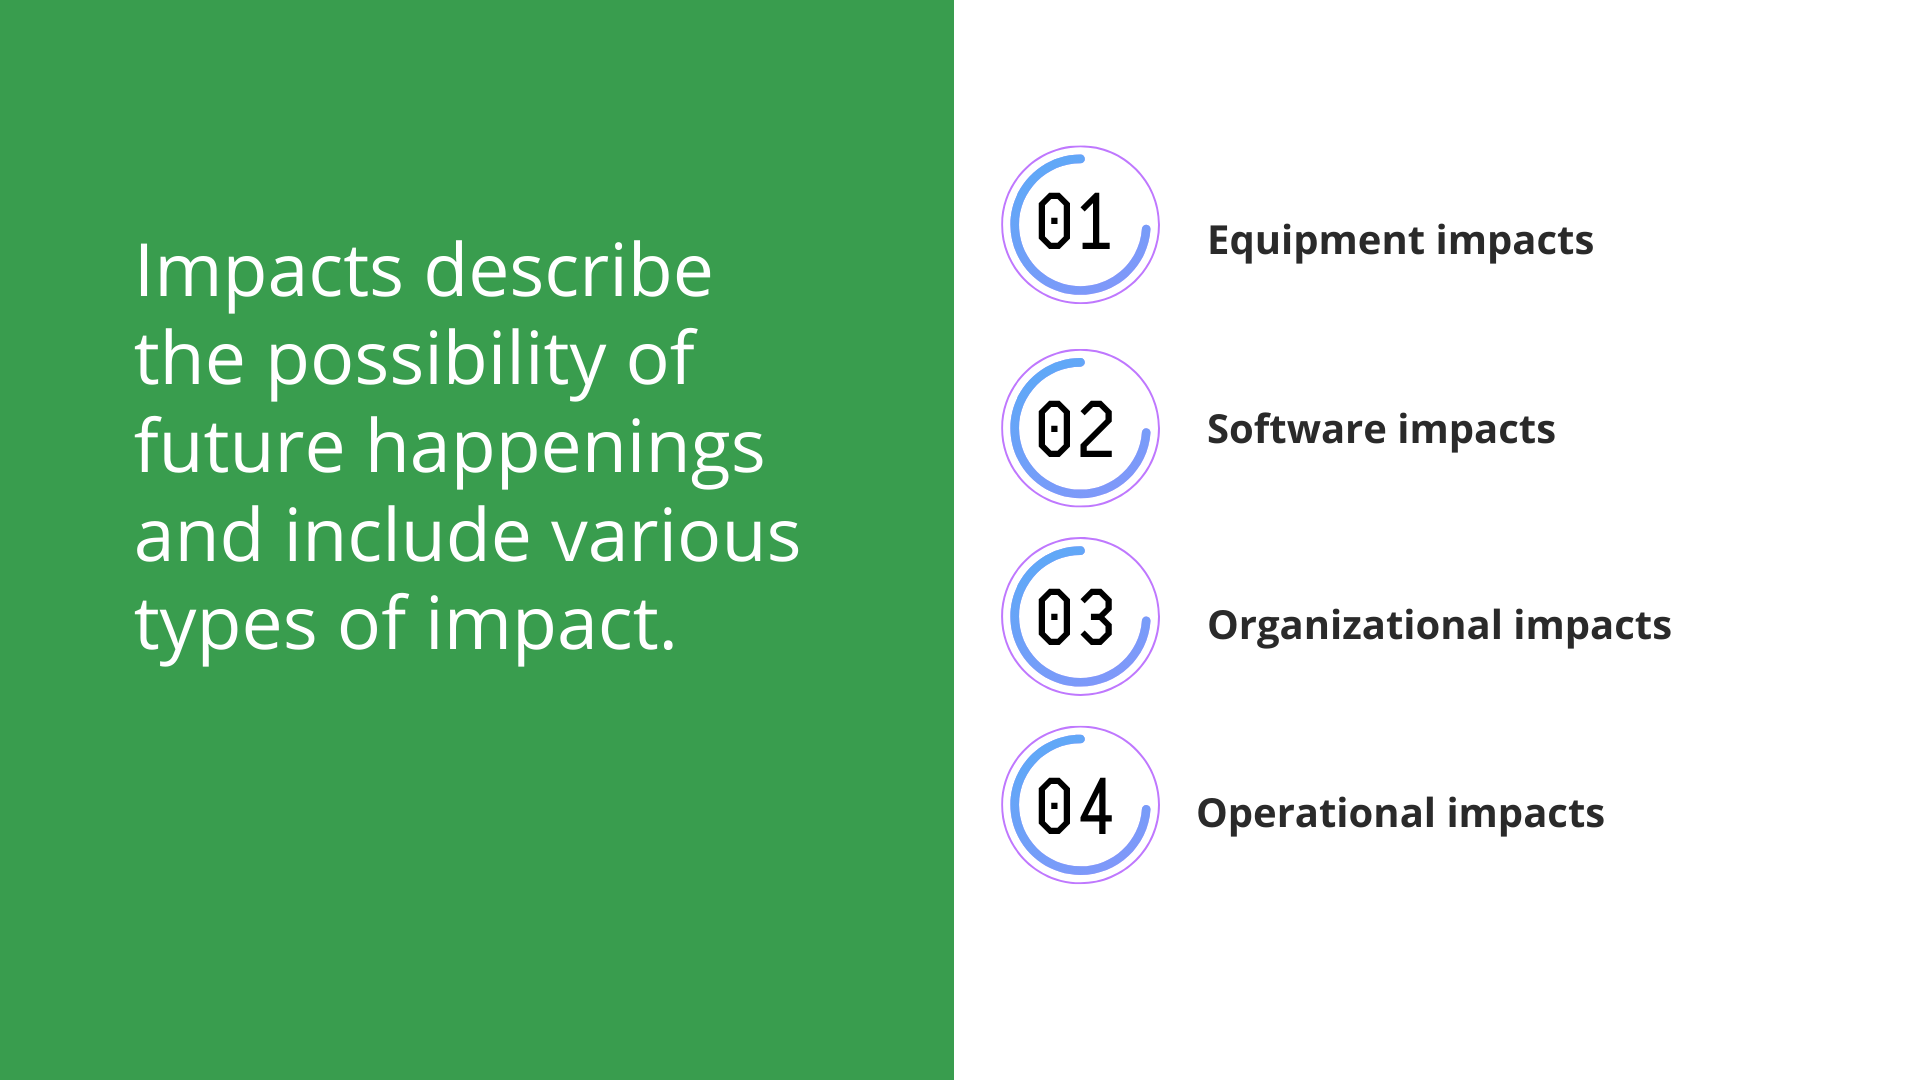 Impacts describe
the possibility of
future happenings
and include various
types of impact.
01
Equipment impacts
02
Software impacts
03
Organizational impacts
04
Operational impacts